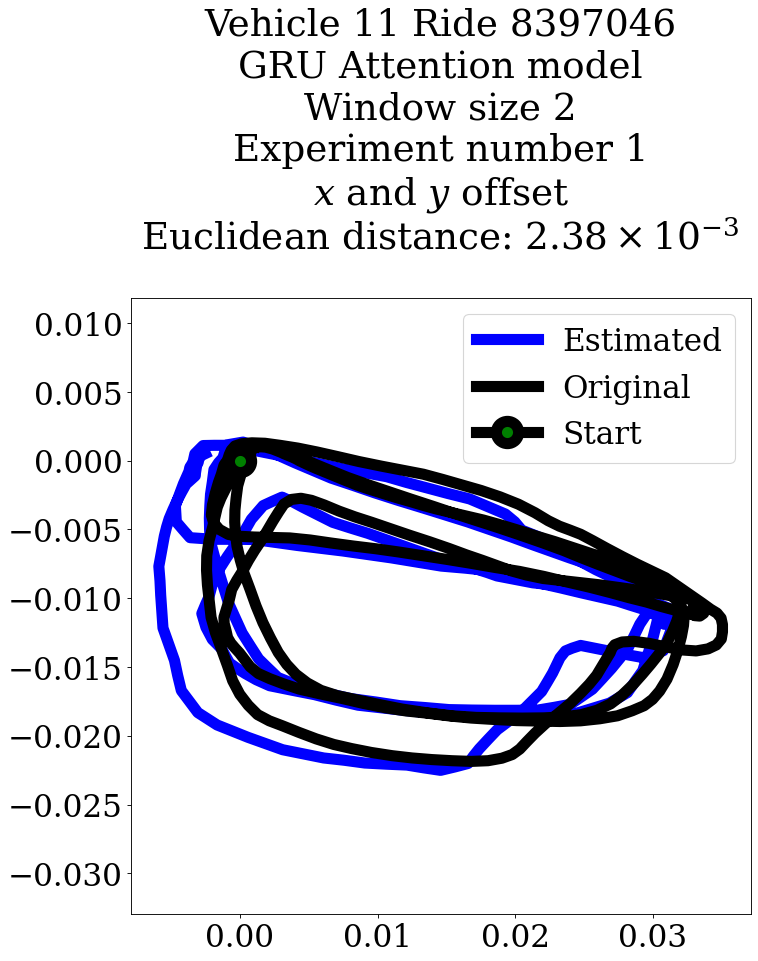 Vehicle 11 Ride 8397046
GRU Attention model
Window size 2
Experiment number 1
x and y offset
Euclidean distance: 2.38 × 10⁻³
Estimated
Original
Start
0.010
0.005
0.000
−0.005
−0.010
−0.015
−0.020
−0.025
−0.030
0.00 0.01 0.02 0.03